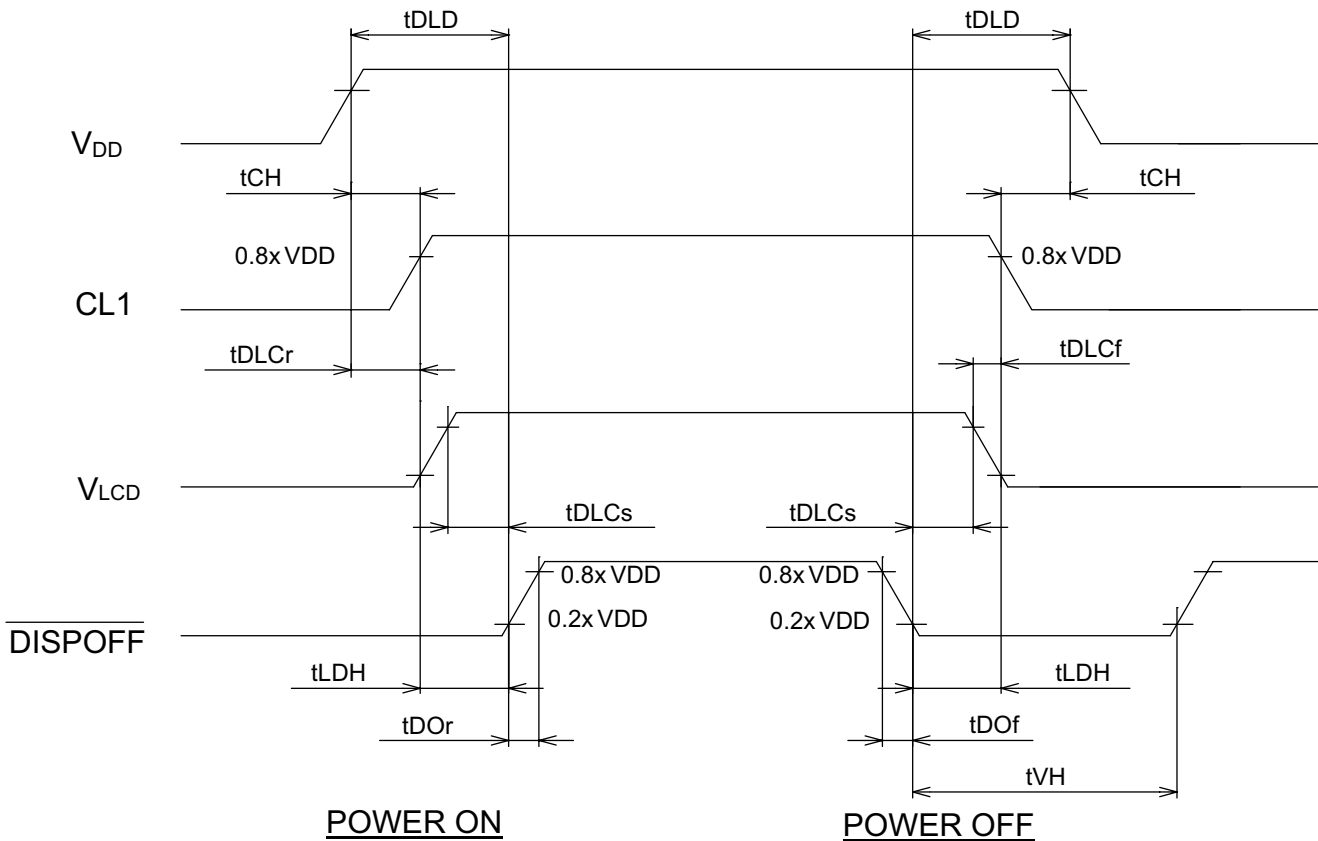 tDLD tDLD
VDD
tCH tCH
0.8x VDD 0.8x VDD
CL1
tDLCr tDLCf
VLCD
tDLCs tDLCs
0.8x VDD 0.8x VDD
0.2x VDD 0.2x VDD
DISPOFF
tLDH tLDH
tDOr tDOf
tVH
POWER ON POWER OFF